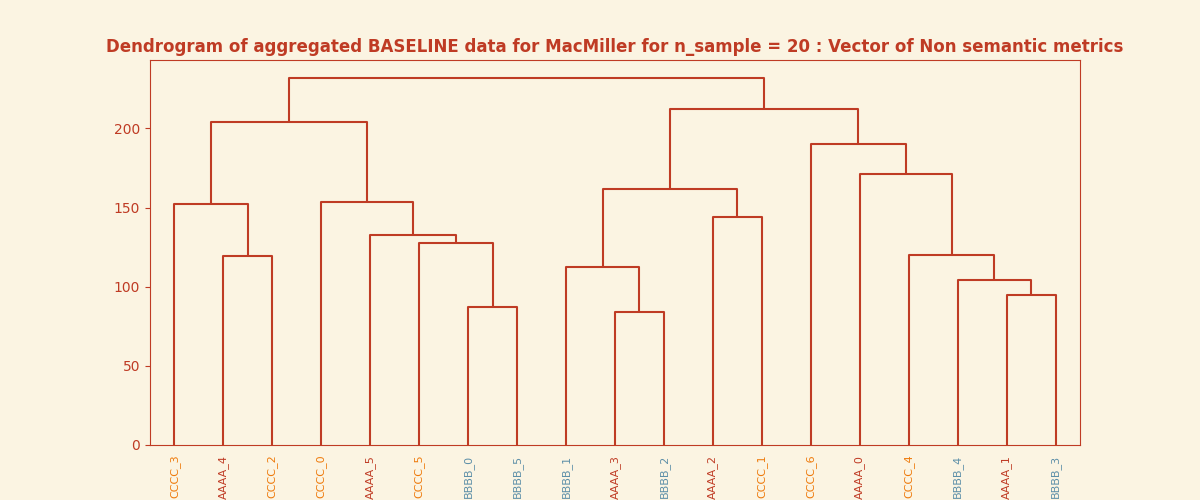 Dendrogram of aggregated BASELINE data for MacMiller for n_sample = 20 : Vector of Non semantic metrics
200
150
100
50
0
CCCC_3
AAAA_4
CCCC_2
CCCC_0
AAAA_5
CCCC_5
BBBB_0
BBBB_5
BBBB_1
AAAA_3
BBBB_2
AAAA_2
CCCC_1
CCCC_6
AAAA_0
CCCC_4
BBBB_4
AAAA_1
BBBB_3